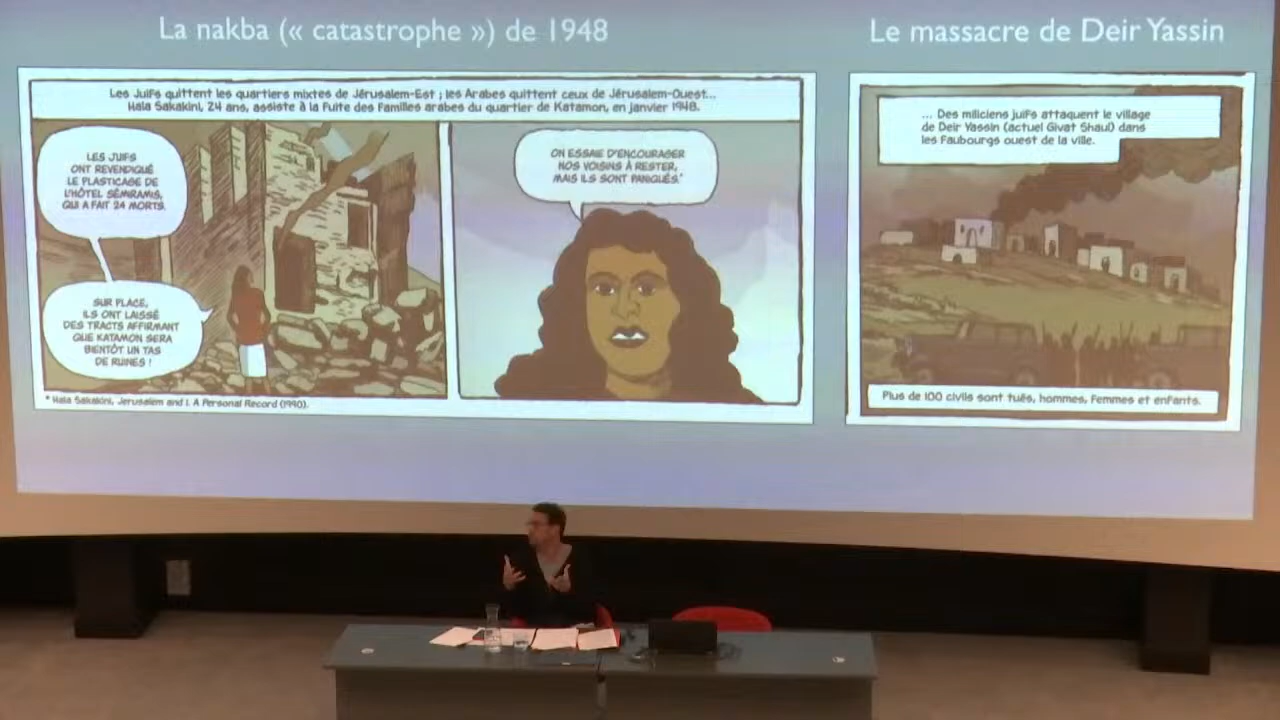 La nakba (« catastrophe ») de 1948
Le massacre de Deir Yassin
Les Juifs quittent les quartiers mixtes de Jérusalem-Est ; les Arabes quittent ceux de Jérusalem-Ouest...
Hala Sakakini, 24 ans, assiste à la fuite des familles arabes du quartier de Katamon, en janvier 1948.
LES JUIFS
ONT REVENDIQUÉ
LE PLASTICAGE DE
L'HÔTEL SÉMIRAMIS,
QUI A FAIT 24 MORTS.
SUR PLACE,
ILS ONT LAISSÉ
DES TRACTS AFFIRMANT
QUE KATAMON SERA
BIENTÔT UN TAS
DE RUINES !
ON ESSAIE D'ENCOURAGER
NOS VOISINS À RESTER,
MAIS ILS SONT PANIQUÉS.*
* Hala Sakakini, Jerusalem and I. A Personal Record (1990).
... Des miliciens juifs attaquent le village
de Deir Yassin (actuel Givat Shaul) dans
les faubourgs ouest de la ville.
Plus de 100 civils sont tués, hommes, femmes et enfants.